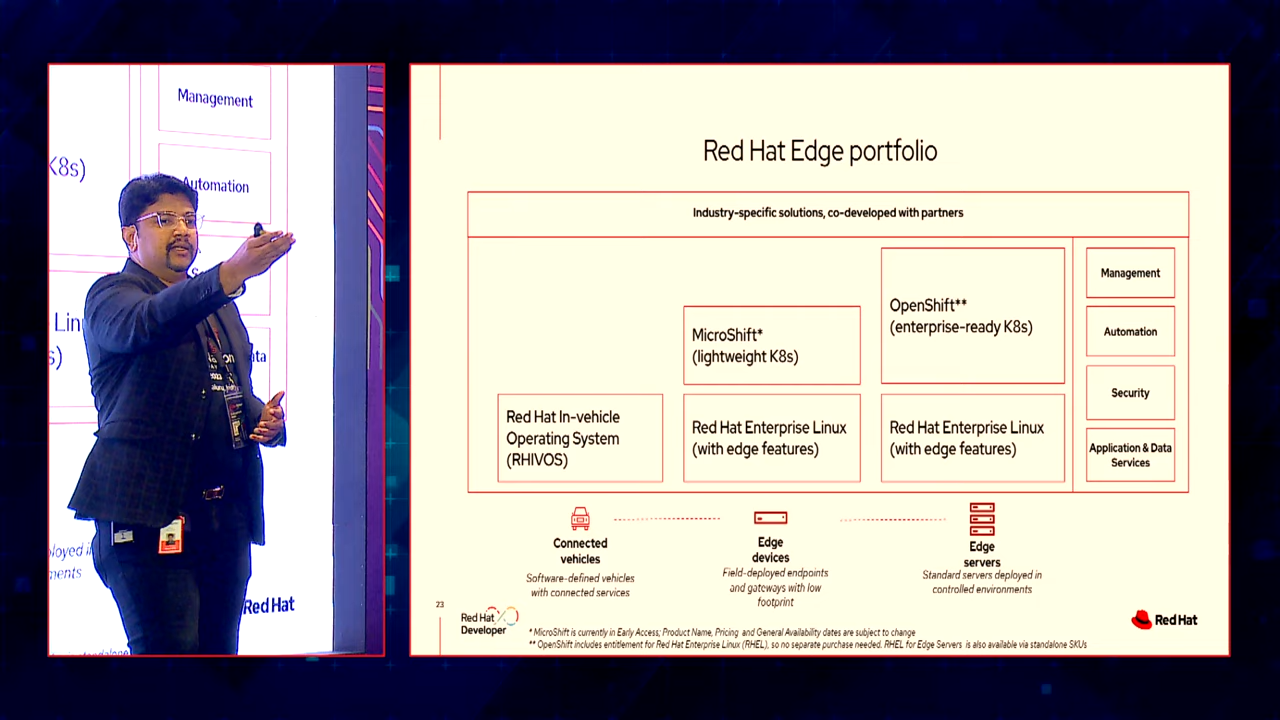 Management
K8s)
Automation
Lin
s)
ata
loyed i
ments
Red Hat
Red Hat Edge portfolio
Industry-specific solutions, co-developed with partners
OpenShift**
(enterprise-ready K8s)
MicroShift*
(lightweight K8s)
Red Hat In-vehicle
Operating System
(RHIVOS)
Red Hat Enterprise Linux
(with edge features)
Red Hat Enterprise Linux
(with edge features)
Management
Automation
Security
Application & Data
Services
Connected
vehicles
Software-defined vehicles
with connected services
Edge
devices
Field-deployed endpoints
and gateways with low
footprint
Edge
servers
Standard servers deployed in
controlled environments
23
Red Hat
Developer
* MicroShift is currently in Early Access; Product Name, Pricing and General Availability dates are subject to change
** OpenShift includes entitlement for Red Hat Enterprise Linux (RHEL), so no separate purchase needed. RHEL for Edge Servers is also available via standalone SKUs
Red Hat